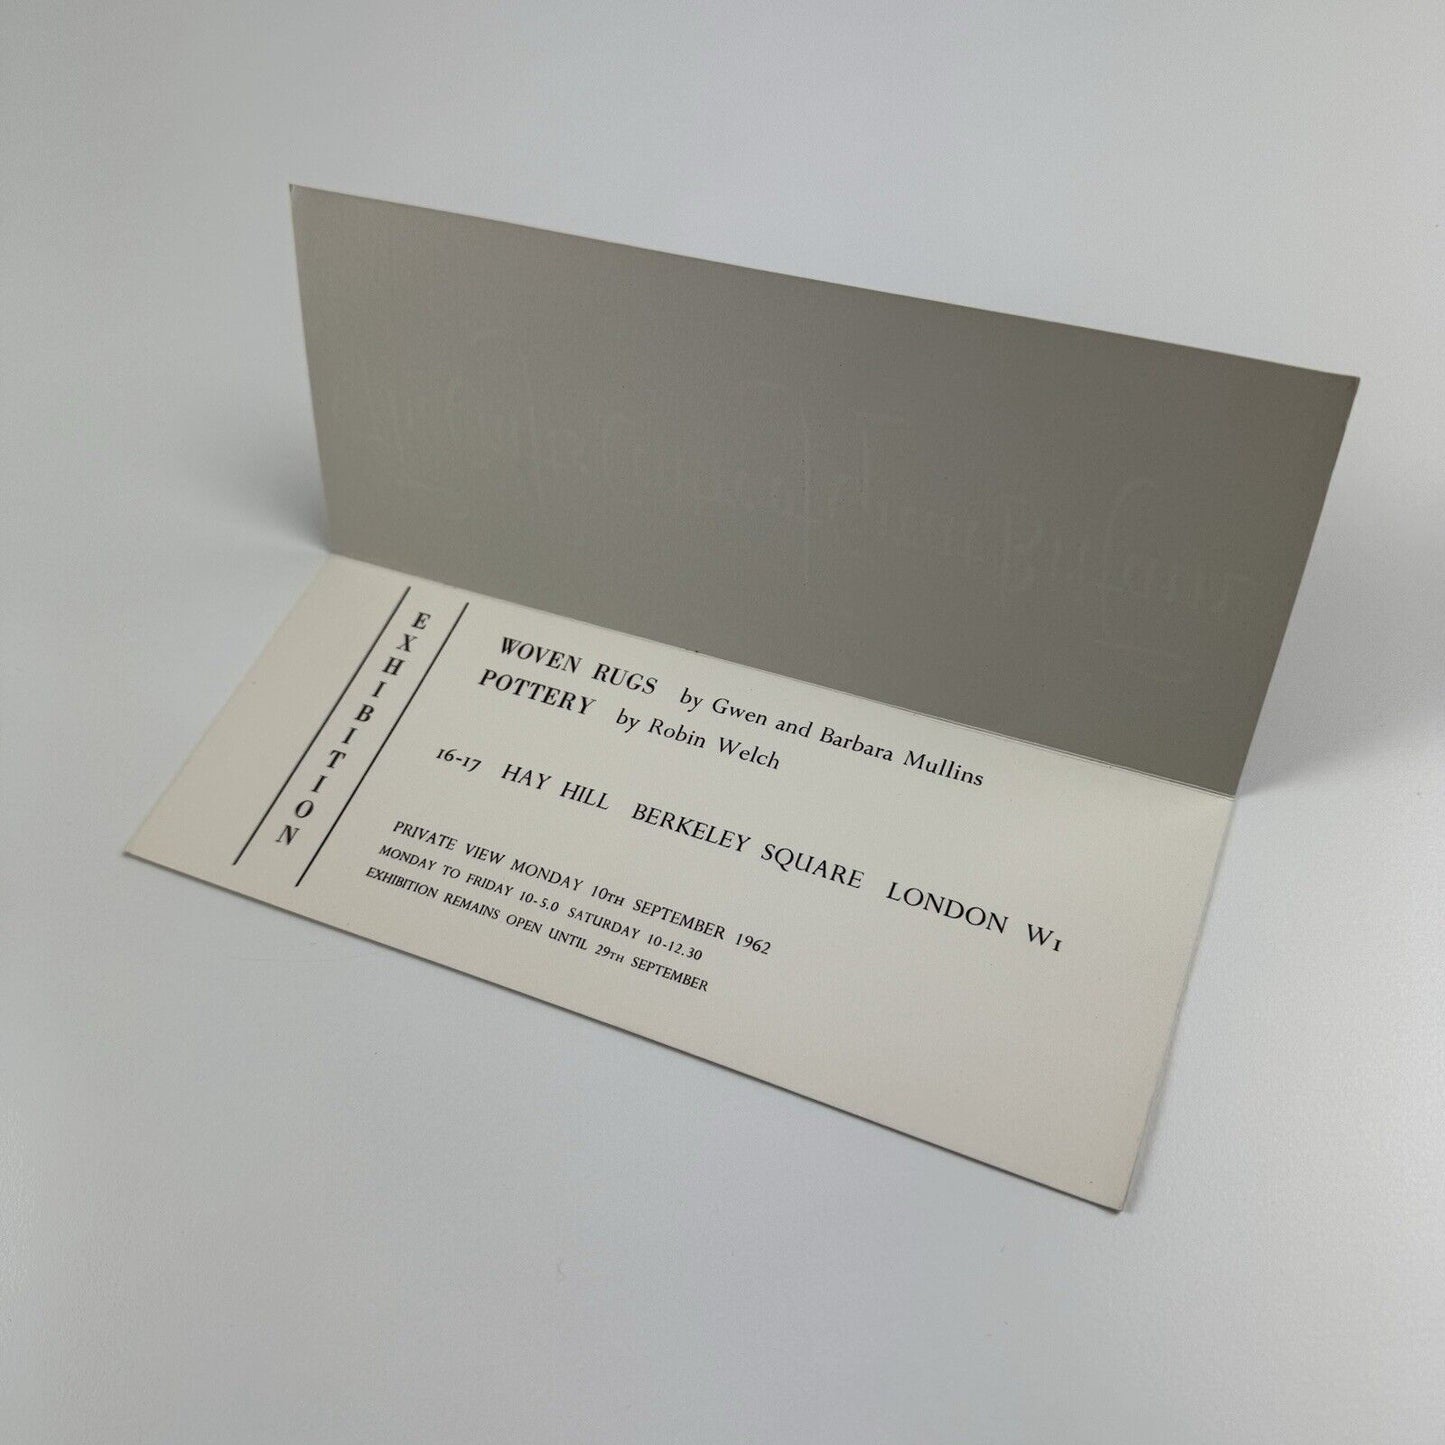 EXHIBITION
WOVEN RUGS by Gwen and Barbara Mullins
POTTERY by Robin Welch
16-17 HAY HILL BERKELEY SQUARE LONDON W1
PRIVATE VIEW MONDAY 10TH SEPTEMBER 1962
MONDAY TO FRIDAY 10-5.0 SATURDAY 10-12.30
EXHIBITION REMAINS OPEN UNTIL 29TH SEPTEMBER